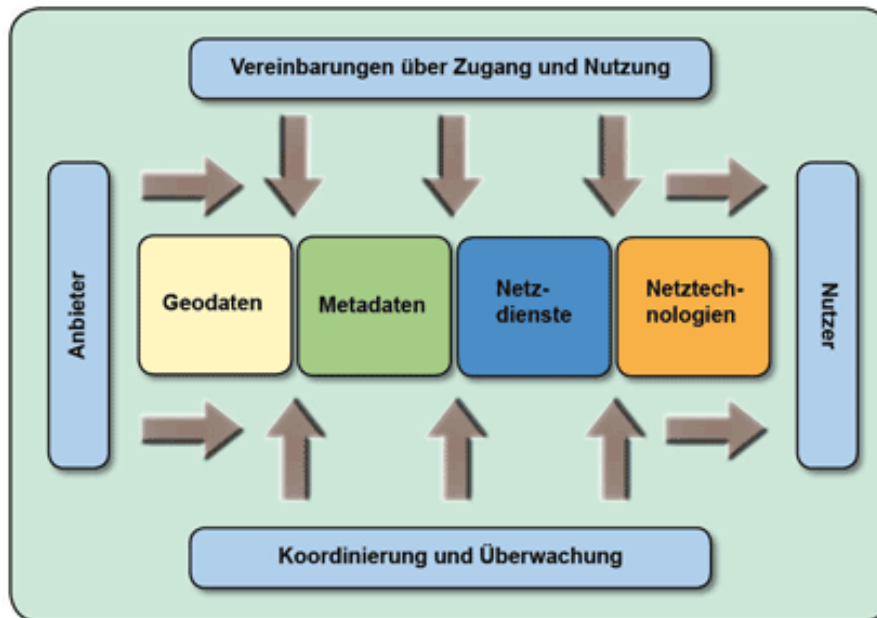 Vereinbarungen über Zugang und Nutzung
Anbieter
Geodaten
Metadaten
Netz-
dienste
Netztech-
nologien
Nutzer
Koordinierung und Überwachung